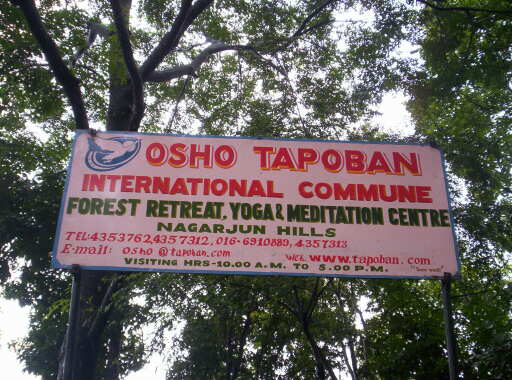 OSHO TAPOBAN
INTERNATIONAL COMMUNE
FOREST RETREAT, YOGA & MEDITATION CENTRE
NAGARJUN HILLS
TEL: 4353762, 4357312, 016-6910889, 4357313
E-mail: osho@tapoban.com web. www.tapoban.com
VISITING HRS-10.00 A.M. TO 5.00 P.M.